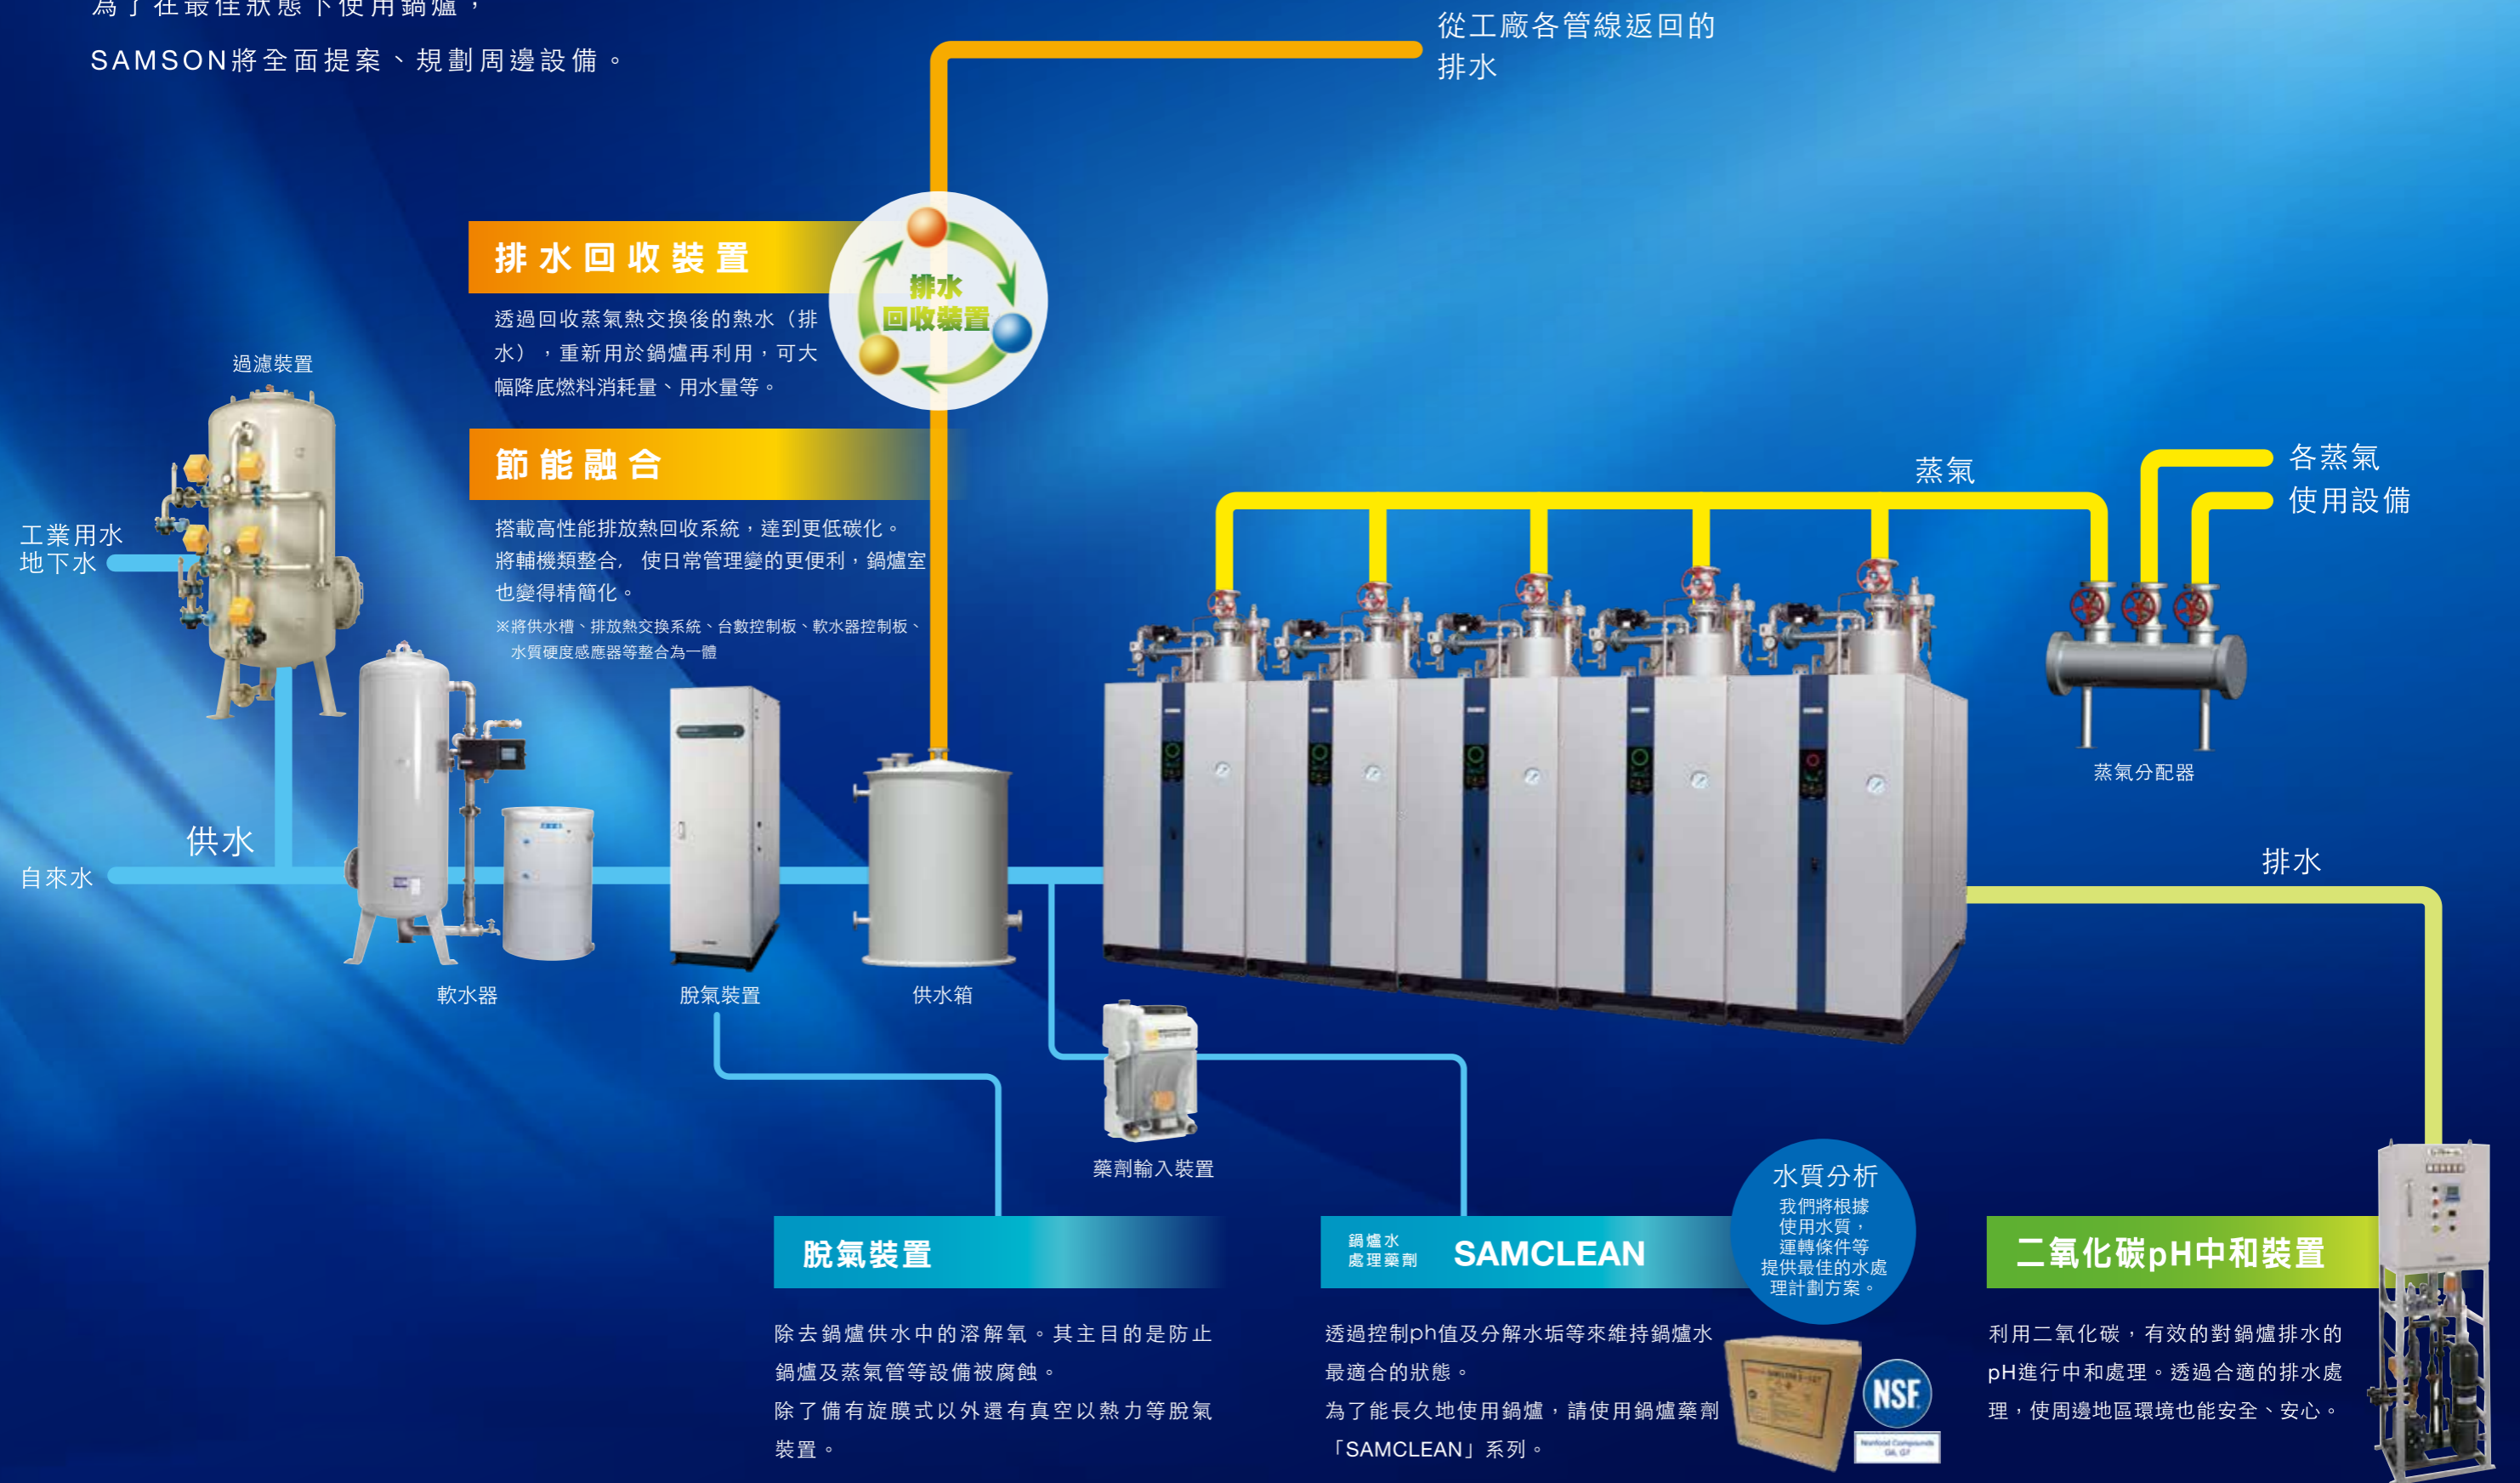 為了在最佳狀態下使用鍋爐，
SAMSON將全面提案、規劃周邊設備。
從工廠各管線返回的
排水
排水回收裝置
透過回收蒸氣熱交換後的熱水（排
水），重新用於鍋爐再利用，可大
幅降底燃料消耗量、用水量等。
排水
回收裝置
過濾裝置
節能融合
搭載高性能排放熱回收系統，達到更低碳化。
將輔機類整合，使日常管理變的更便利，鍋爐室
也變得精簡化。
※將供水槽、排放熱交換系統、台數控制板、軟水器控制板、
水質硬度感應器等整合為一體
工業用水
地下水
蒸氣
各蒸氣
使用設備
蒸氣分配器
供水
自來水
排水
軟水器
脫氣裝置
供水箱
藥劑輸入裝置
脫氣裝置
除去鍋爐供水中的溶解氧。其主目的是防止
鍋爐及蒸氣管等設備被腐蝕。
除了備有旋膜式以外還有真空以熱力等脫氣
裝置。
鍋爐水
處理藥劑
SAMCLEAN
透過控制ph值及分解水垢等來維持鍋爐水
最適合的狀態。
為了能長久地使用鍋爐，請使用鍋爐藥劑
「SAMCLEAN」系列。
水質分析
我們將根據
使用水質，
運轉條件等
提供最佳的水處
理計劃方案。
NSF
Nonfood Compounds
G6, G7
二氧化碳pH中和裝置
利用二氧化碳，有效的對鍋爐排水的
pH進行中和處理。透過合適的排水處
理，使周邊地區環境也能安全、安心。